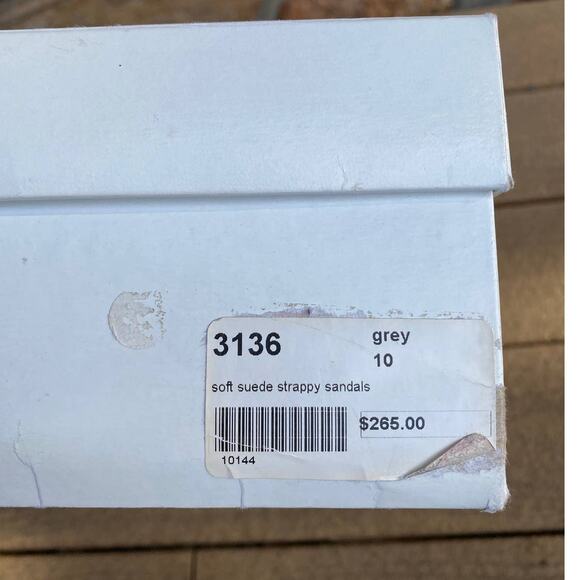 3136
grey
10
soft suede strappy sandals
$265.00
10144